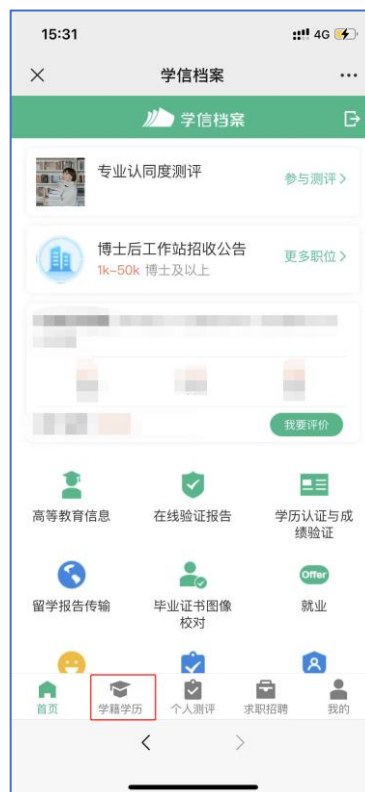 15:31
4G
学信档案
学信档案
专业认同度测评
参与测评
博士后工作站招收公告
更多职位
1k–50k 博士及以上
我要评价
高等教育信息
在线验证报告
学历认证与成
绩验证
Offer
留学报告传输
毕业证书图像
校对
就业
首页
学籍学历
个人测评
求职招聘
我的